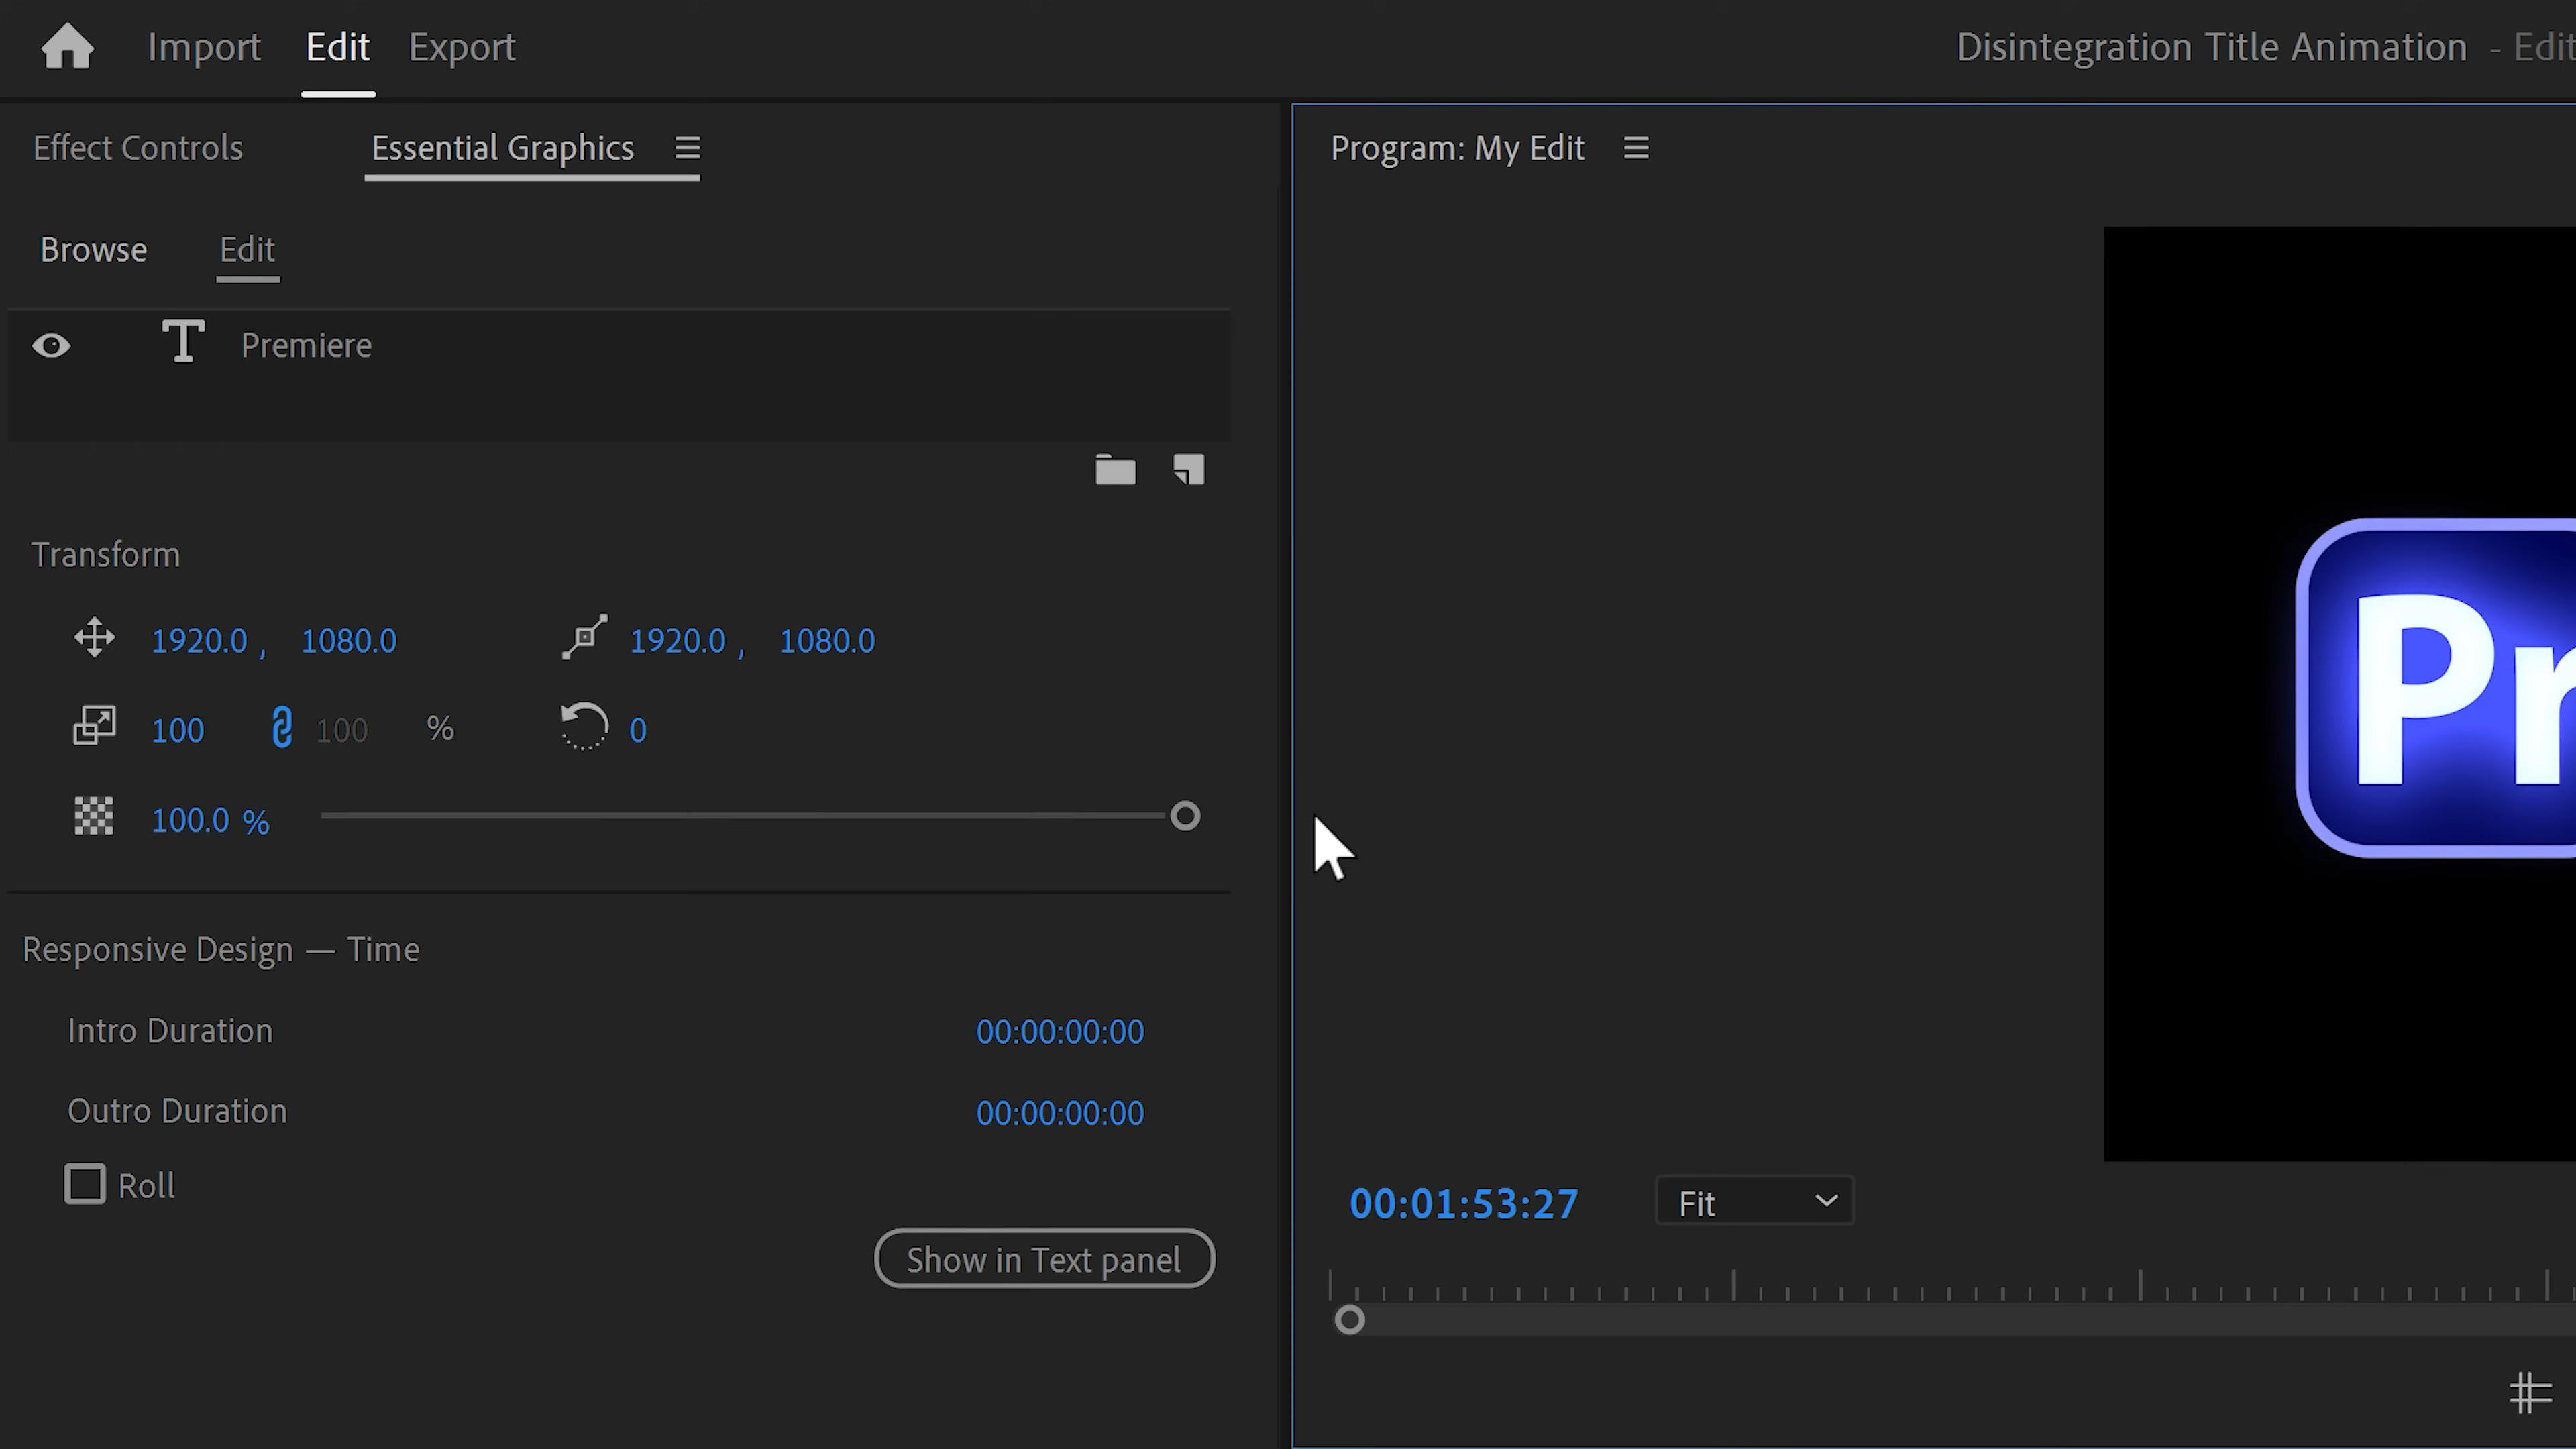 Import Edit Export
Disintegration Title Animation - Edit
Effect Controls Essential Graphics
Program: My Edit
Browse Edit
Premiere
Transform
1920.0 , 1080.0 1920.0 , 1080.0
100 100 % 0
100.0 %
Pr
Responsive Design — Time
Intro Duration 00:00:00:00
Outro Duration 00:00:00:00
Roll
00:01:53:27 Fit
Show in Text panel